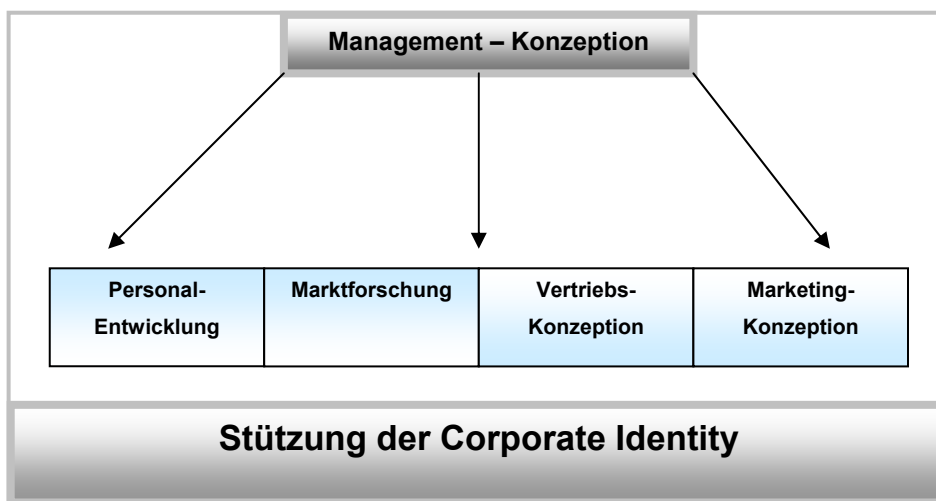 Management – Konzeption
Personal-
Entwicklung
Marktforschung
Vertriebs-
Konzeption
Marketing-
Konzeption
Stützung der Corporate Identity